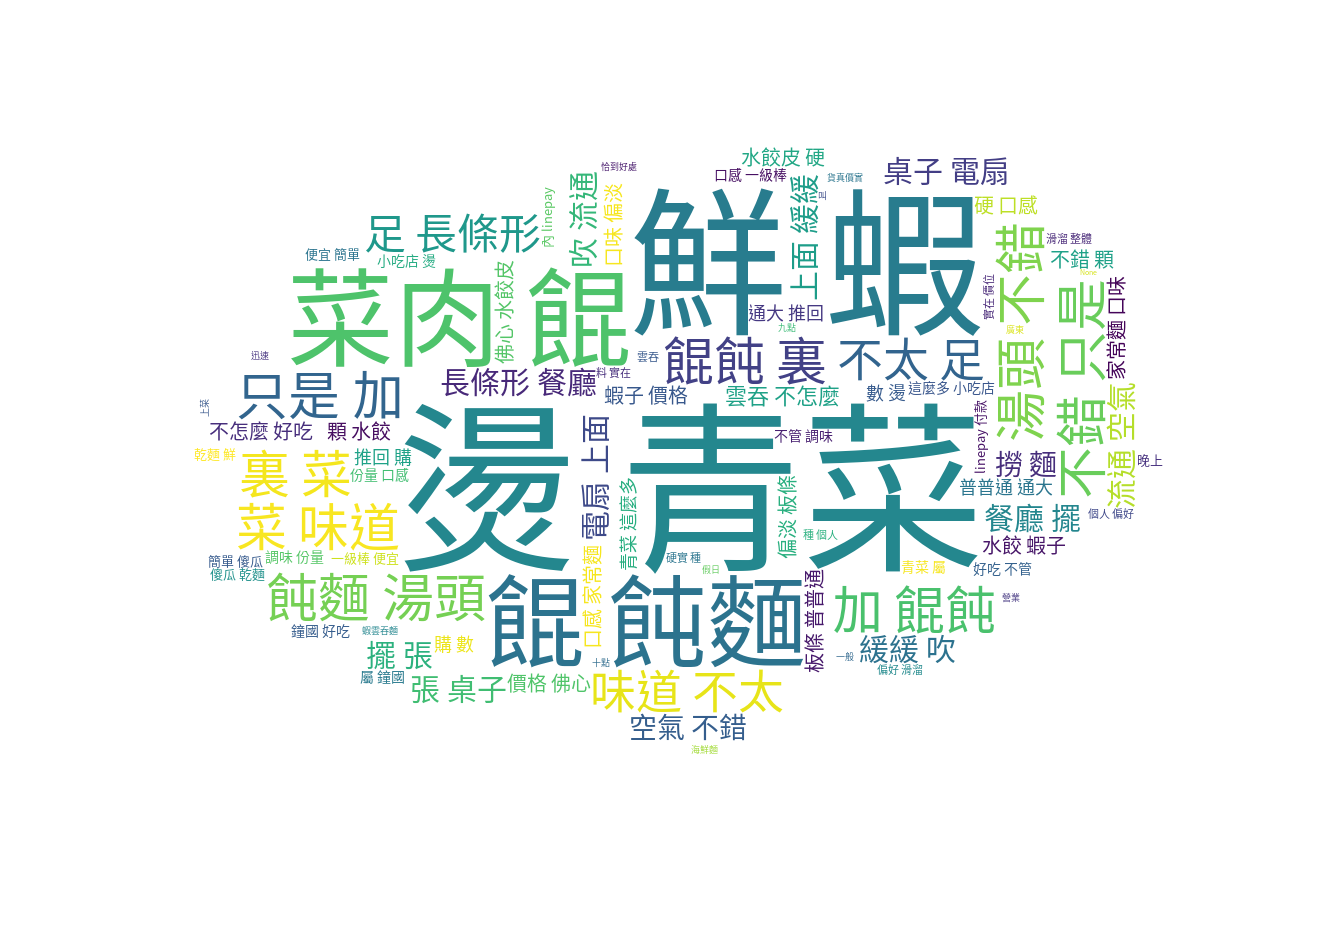 恰到好處
水餃皮 硬
口感 一級棒
貨真價實
桌子 電扇
吹 流通
口味 偏淡
內 linepay
鮮 蝦
上面 緩緩
硬 口感
足 長條形
便宜 簡單
小吃店 燙
不錯
滑溜 整體
不錯 顆
菜肉 餛
佛心 水餃皮
通大 推回
九點
實在 價位
廣東
不錯 只是
家常麵 口味
迅速
雲吞
餛飩 裏
不太 足
湯頭
只是 加
長條形 餐廳
料 實在
蝦子 價格
雲吞 不怎麼
數 燙
這麼多 小吃店
上菜
不怎麼 好吃
顆 水餃
燙 青菜
電扇 上面
不管 調味
linepay 付款
流通 空氣
乾麵 鮮
推回 購
份量 口感
裏 菜
撈 麵
晚上
普普通 通大
青菜 這麼多
偏淡 板條
菜 味道
餐廳 擺
個人 偏好
種 個人
水餃 蝦子
簡單 傻瓜
調味 份量
一級棒 便宜
硬實 種
假日
青菜 屬
好吃 不管
傻瓜 乾麵
飩麵 湯頭
餛 飩麵
口感 家常麵
板條 普普通
加 餛飩
營業
鐘國 好吃
蝦雲吞麵
購 數
擺 張
十點
一般
緩緩 吹
偏好 滑溜
屬 鐘國
張 桌子
價格 佛心
味道 不太
空氣 不錯
海鮮麵